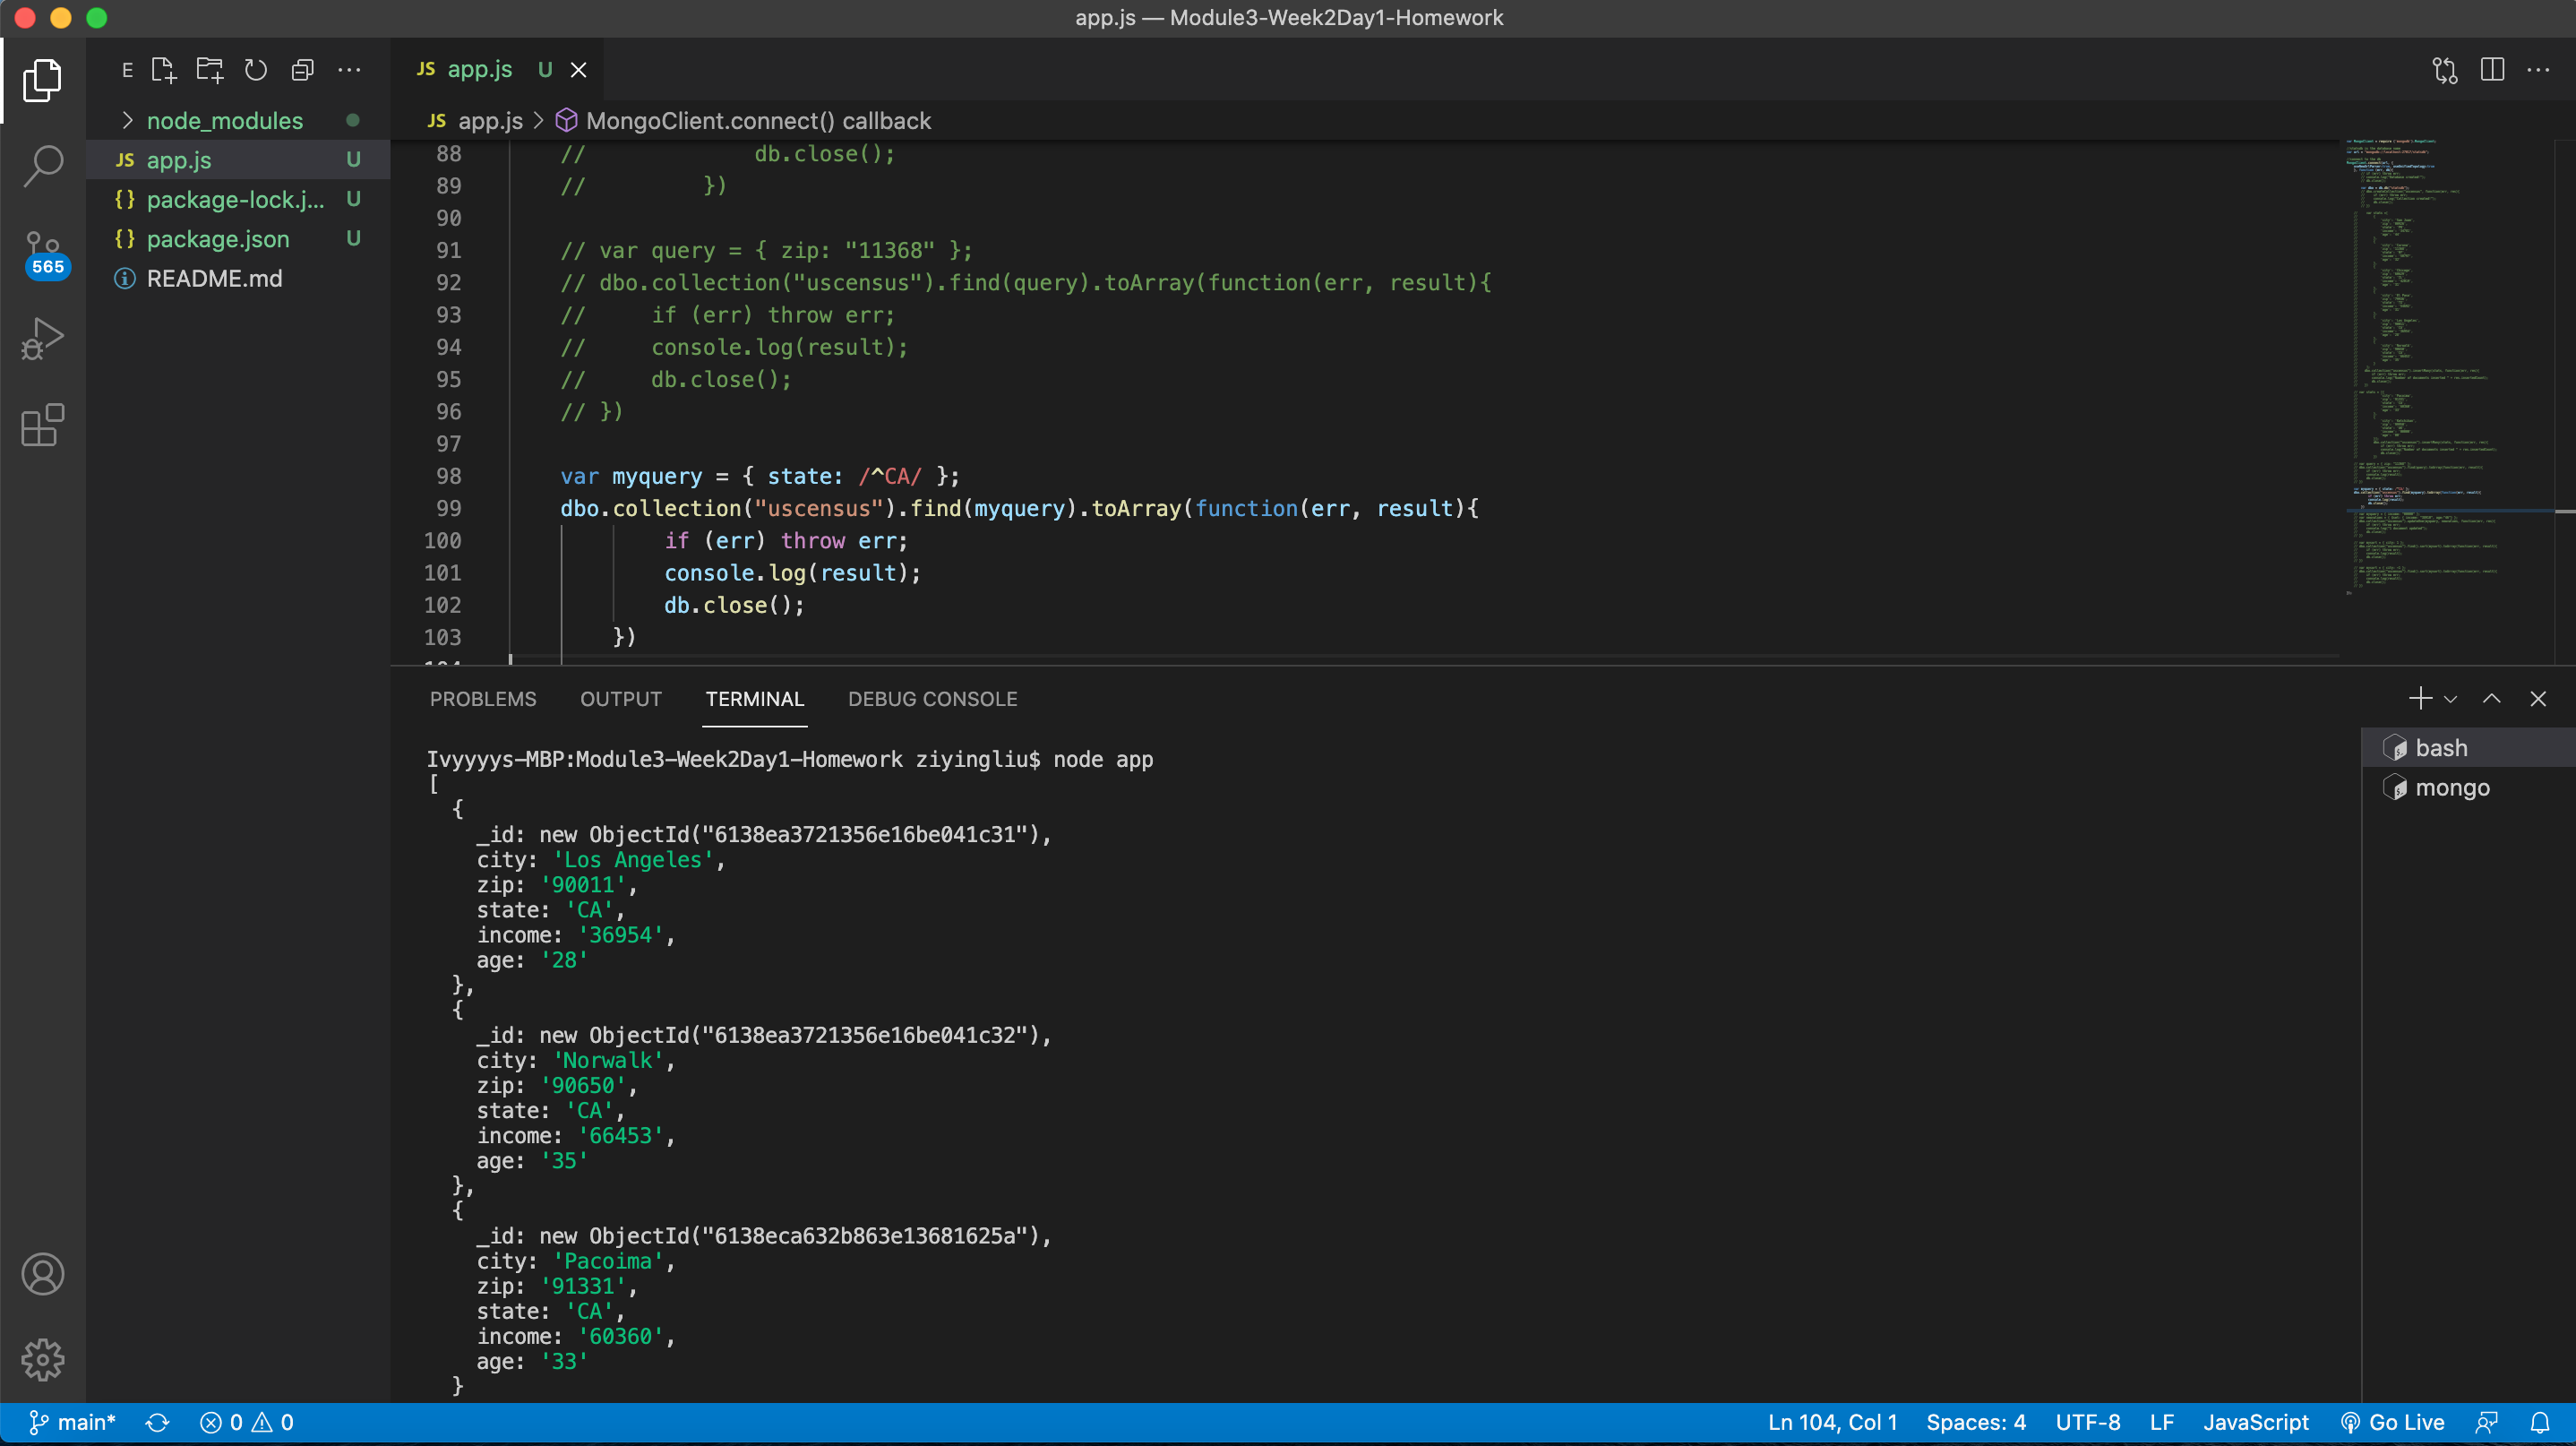 app.js — Module3-Week2Day1-Homework
E
JS app.js U
JS app.js > MongoClient.connect() callback
node_modules
JS app.js U
{} package-lock.j... U
{} package.json U
README.md
565
88 // db.close();
89 // })
90
91 // var query = { zip: "11368" };
92 // dbo.collection("uscensus").find(query).toArray(function(err, result){
93 // if (err) throw err;
94 // console.log(result);
95 // db.close();
96 // })
97
98 var myquery = { state: /^CA/ };
99 dbo.collection("uscensus").find(myquery).toArray(function(err, result){
100 if (err) throw err;
101 console.log(result);
102 db.close();
103 })
104
PROBLEMS OUTPUT TERMINAL DEBUG CONSOLE
bash
mongo
Ivyyyys-MBP:Module3-Week2Day1-Homework ziyingliu$ node app
[
{
_id: new ObjectId("6138ea3721356e16be041c31"),
city: 'Los Angeles',
zip: '90011',
state: 'CA',
income: '36954',
age: '28'
},
{
_id: new ObjectId("6138ea3721356e16be041c32"),
city: 'Norwalk',
zip: '90650',
state: 'CA',
income: '66453',
age: '35'
},
{
_id: new ObjectId("6138eca632b863e13681625a"),
city: 'Pacoima',
zip: '91331',
state: 'CA',
income: '60360',
age: '33'
}
main* 0 0 Ln 104, Col 1 Spaces: 4 UTF-8 LF JavaScript Go Live